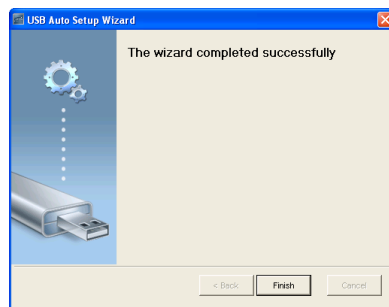 USB Auto Setup Wizard
The wizard completed successfully
< Back
Finish
Cancel